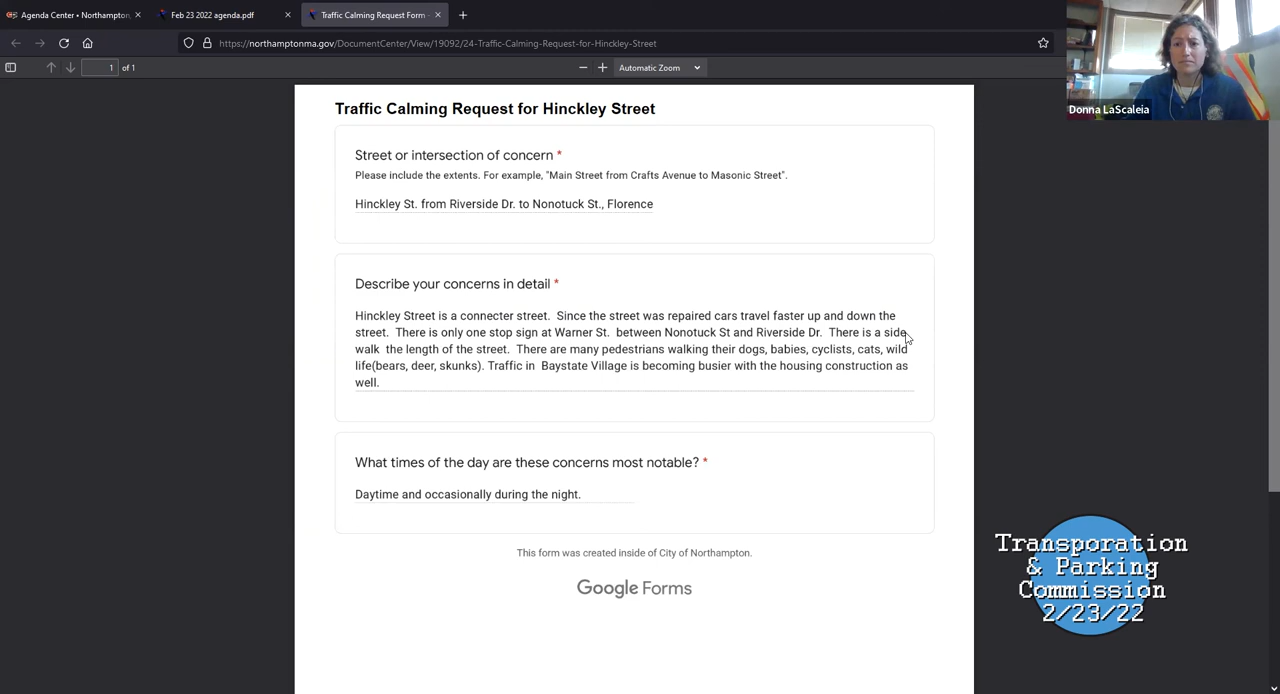 Agenda Center • Northampton,
Feb 23 2022 agenda.pdf
Traffic Calming Request Form -
https://northamptonma.gov/DocumentCenter/View/19092/24-Traffic-Calming-Request-for-Hinckley-Street
1 of 1
Automatic Zoom
Donna LaScaleia
Traffic Calming Request for Hinckley Street
Street or intersection of concern *
Please include the extents. For example, "Main Street from Crafts Avenue to Masonic Street".
Hinckley St. from Riverside Dr. to Nonotuck St., Florence
Describe your concerns in detail *
Hinckley Street is a connecter street. Since the street was repaired cars travel faster up and down the
street. There is only one stop sign at Warner St. between Nonotuck St and Riverside Dr. There is a side
walk the length of the street. There are many pedestrians walking their dogs, babies, cyclists, cats, wild
life(bears, deer, skunks). Traffic in Baystate Village is becoming busier with the housing construction as
well.
What times of the day are these concerns most notable? *
Daytime and occasionally during the night.
This form was created inside of City of Northampton.
Google Forms
Transporation
& Parking
Commission
2/23/22